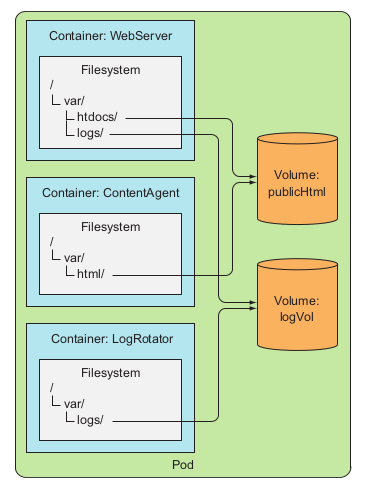 Container: WebServer
Filesystem
/
var/
htdocs/
logs/
Container: ContentAgent
Filesystem
/
var/
html/
Container: LogRotator
Filesystem
/
var/
logs/
Volume:
publicHtml
Volume:
logVol
Pod